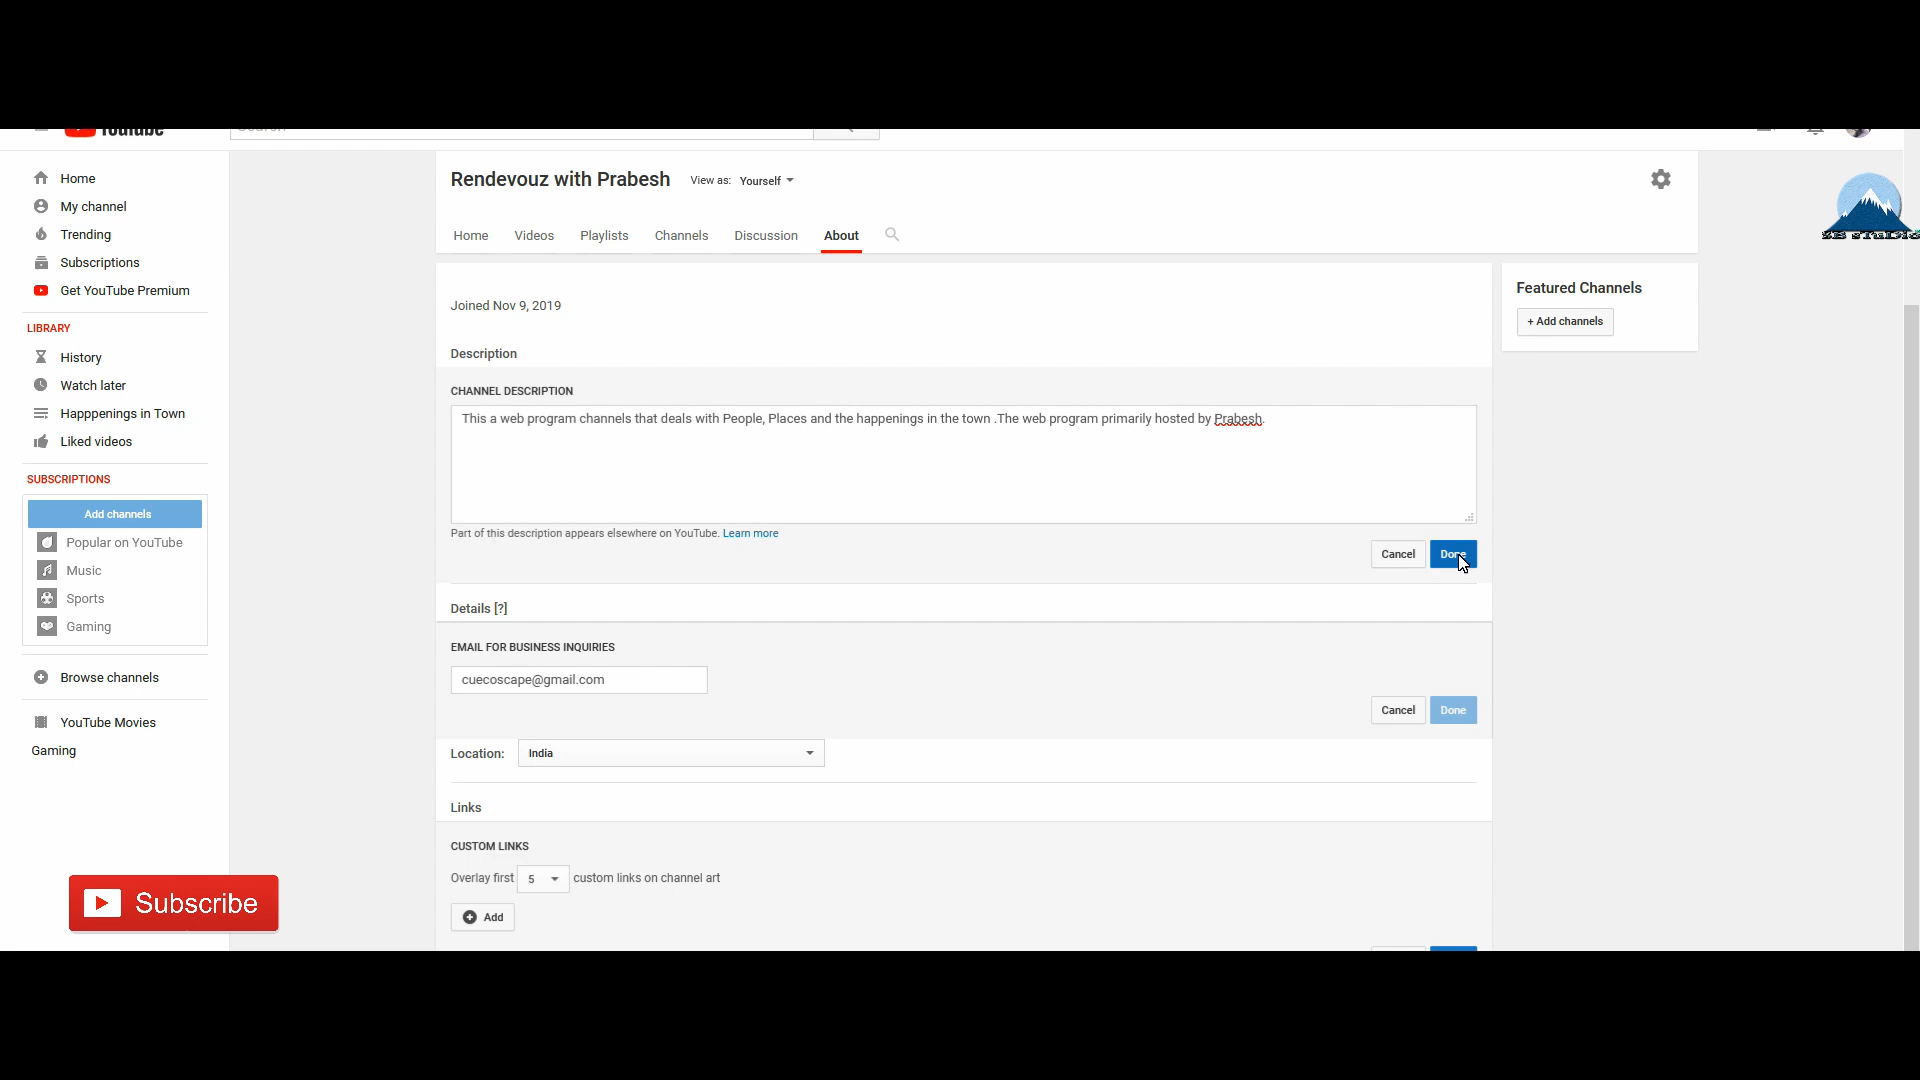 YouTube
Search
Home
My channel
Trending
Subscriptions
Get YouTube Premium
LIBRARY
History
Watch later
Happpenings in Town
Liked videos
SUBSCRIPTIONS
Add channels
Popular on YouTube
Music
Sports
Gaming
Browse channels
YouTube Movies
Gaming
Subscribe
Rendevouz with Prabesh View as: Yourself
Home Videos Playlists Channels Discussion About
Joined Nov 9, 2019
Description
CHANNEL DESCRIPTION
This a web program channels that deals with People, Places and the happpenings in the town .The web program primarily hosted by Prabesh.
Part of this description appears elsewhere on YouTube. Learn more
Cancel Done
Details [?]
EMAIL FOR BUSINESS INQUIRIES
cuecoscape@gmail.com
Cancel Done
Location: India
Links
CUSTOM LINKS
Overlay first 5 custom links on channel art
Add
Featured Channels
+ Add channels